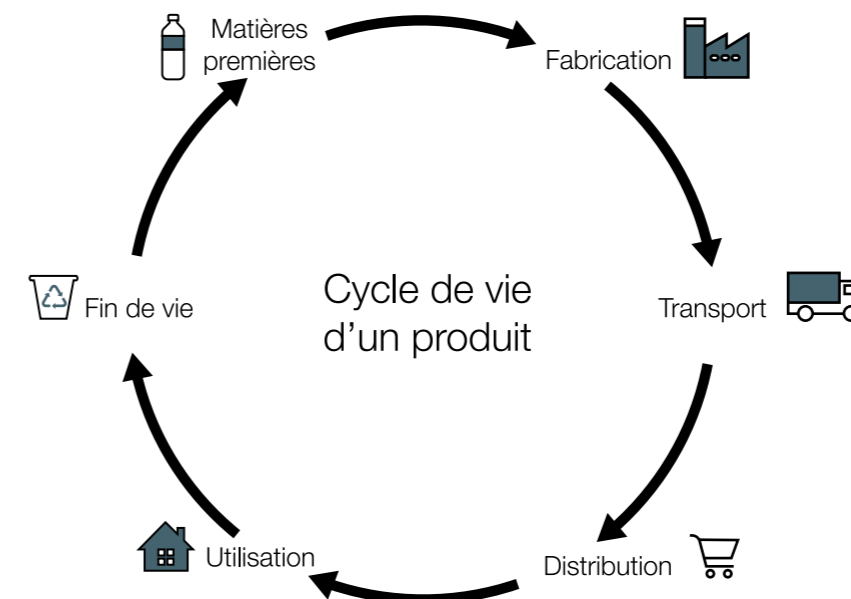 Matières
premières
Fabrication
Transport
Distribution
Utilisation
Fin de vie
Cycle de vie
d’un produit